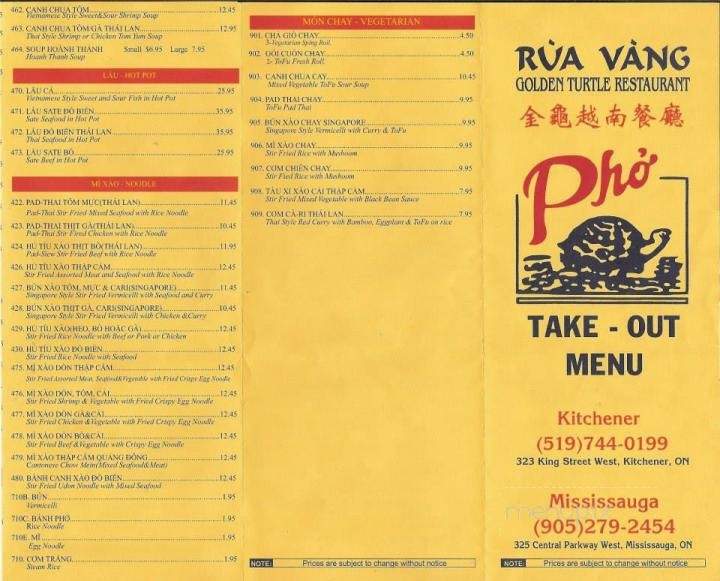 462. CANH CHUA TÔM 12.45
Vietnamese Style Sweet&Sour Shrimp Soup
463. CANH CHUA TÔM/GÀ THÁI LAN 12.95
Thai Style Shrimp or Chicken Tom Yum Soup
464. SOUP HOÀNH THÁNH Small $6.95 Large 7.95
Hoanh Thanh Soup
LẨU - HOT POT
470. LẨU CÁ 25.95
Vietnamese Style Sweet and Sour Fish in Hot Pot
471. LẨU SATE ĐỒ BIỂN 35.95
Sate Seafood in Hot Pot
472. LẨU ĐỒ BIỂN THÁI LAN 35.95
Thai Seafood in Hot Pot
473. LẨU SATE BÒ 25.95
Sate Beef in Hot Pot
MÌ XÀO - NOODLE
422. PAD-THAI TÔM MỰC(THÁI LAN) 11.45
Pad-Thai Stir Fried Mixed Seafood with Rice Noodle
423. PAD-THAI THỊT GÀ(THÁI LAN) 10.45
Pad-Thai Stir Fired Chicken with Rice Noodle
424. HỦ TÍU XÀO THỊT BÒ(THÁI LAN) 11.95
Pad-Siew Stir Fried Beef with Rice Noodle
426. HỦ TÍU XÀO THẬP CẨM 12.45
Stir Fried Assorted Meat and Seafood with Rice Noodle
427. BÚN XÀO TÔM, MỰC & CARI(SINGAPORE) 11.45
Singapore Style Stir Fried Vermicelli with Seafood and Curry
428. BÚN XÀO THỊT GÀ, CARI(SINGAPORE) 10.45
Singapore Style Stir Fried Vermicelli with Chicken &Curry
429. HỦ TÍU XÀO(HEO, BÒ HOẶC GÀ) 12.45
Stir Fried Rice Noodle with Beef or Pork or Chicken
430. HỦ TÍU XÀO ĐỒ BIỂN 12.45
Stir Fried Rice Noodle with Seafood
475. MÌ XÀO DÒN THẬP CẨM 12.45
Stir Fried Assorted Meat, Seafood&Vegetable with Fried Crispy Egg Noodle
476. MÌ XÀO DÒN, TÔM, CẢI 12.45
Stir Fried Shrimp & Vegetable with Fried Crispy Egg Noodle
477. MÌ XÀO DÒN GÀ&CẢI 12.45
Stir Fried Chicken &Vegetable with Fried Crispy Egg Noodle
478. MÌ XÀO DÒN BÒ&CẢI 12.45
Stir Fried Beef &Vegetable with Crispy Egg Noodle
479. MÌ XÀO THẬP CẨM QUẢNG ĐÔNG 12.45
Cantonese Chow Mein(Mixed Seafood&Meat)
480. BÁNH CANH XÀO ĐỒ BIỂN 12.45
Stir Fried Udon Noodle with Mixed Seafood
710B. BÚN 1.95
Vermicelli
710C. BÁNH PHỞ 1.95
Rice Noodle
710E. MÌ 1.95
Egg Noodle
710. CƠM TRẮNG 1.95
Steam Rice
MÓN CHAY - VEGETARIAN
901. CHẢ GIÒ CHAY 4.50
3-Vegetarian Sping Roll.
902. GỎI CUỐN CHAY 4.50
2- ToFu Fresh Roll.
903. CANH CHUA CAY 10.45
Mixed Vegetable ToFu Sour Soup
904. PAD THAI CHAY 9.95
ToFu Pad Thai
905. BÚN XÀO CHAY SINGAPORE 9.95
Singapore Style Vermicelli with Curry & ToFu
906. MÌ XÀO CHAY 9.95
Stir Fried Rice with Mushoom
907. CƠM CHIÊN CHAY 9.95
Stir Fied Rice with Mushoom
908. TÀU XÌ XÀO CẢI THẬP CẨM 7.95
Stir Fried Mixed Vegetable with Black Bean Sauce
909. CƠM CÀ-RI THÁI LAN 7.95
Thai Style Red Curry with Bamboo, Eggplant & ToFu on rice
NOTE: Prices are subject to change without notice
RÙA VÀNG
GOLDEN TURTLE RESTAURANT
金龜越南餐廳
Phở
TAKE - OUT
MENU
Kitchener
(519)744-0199
323 King Street West, Kitchener, ON
Mississauga
(905)279-2454
325 Central Parkway West, Mississauga, ON
NOTE: Prices are subject to change without notice